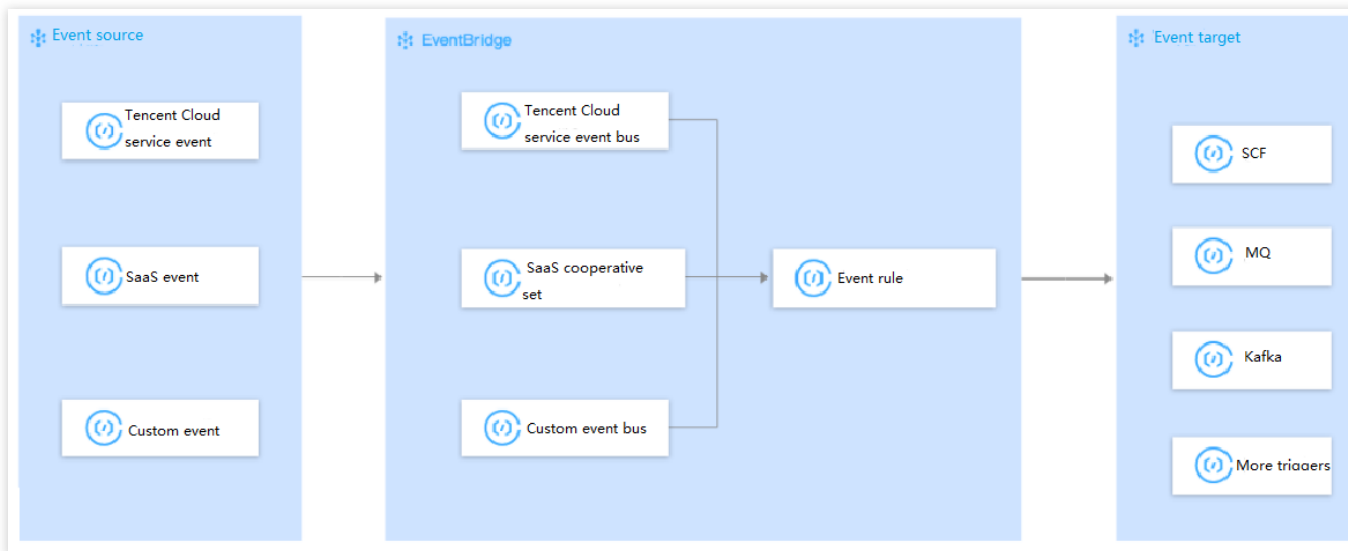 Event source
Tencent Cloud
service event
SaaS event
Custom event
EventBridge
Tencent Cloud
service event bus
SaaS cooperative
set
Custom event bus
Event rule
Event target
SCF
MQ
Kafka
More triggers